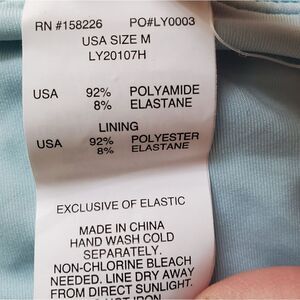 RN #158226 PO#LY0003
USA SIZE M
LY20107H
USA 92% POLYAMIDE
8% ELASTANE
LINING
USA 92% POLYESTER
8% ELASTANE
EXCLUSIVE OF ELASTIC
MADE IN CHINA
HAND WASH COLD
SEPARATELY.
NON-CHLORINE BLEACH
NEEDED. LINE DRY AWAY
FROM DIRECT SUNLIGHT.
NOT IRON